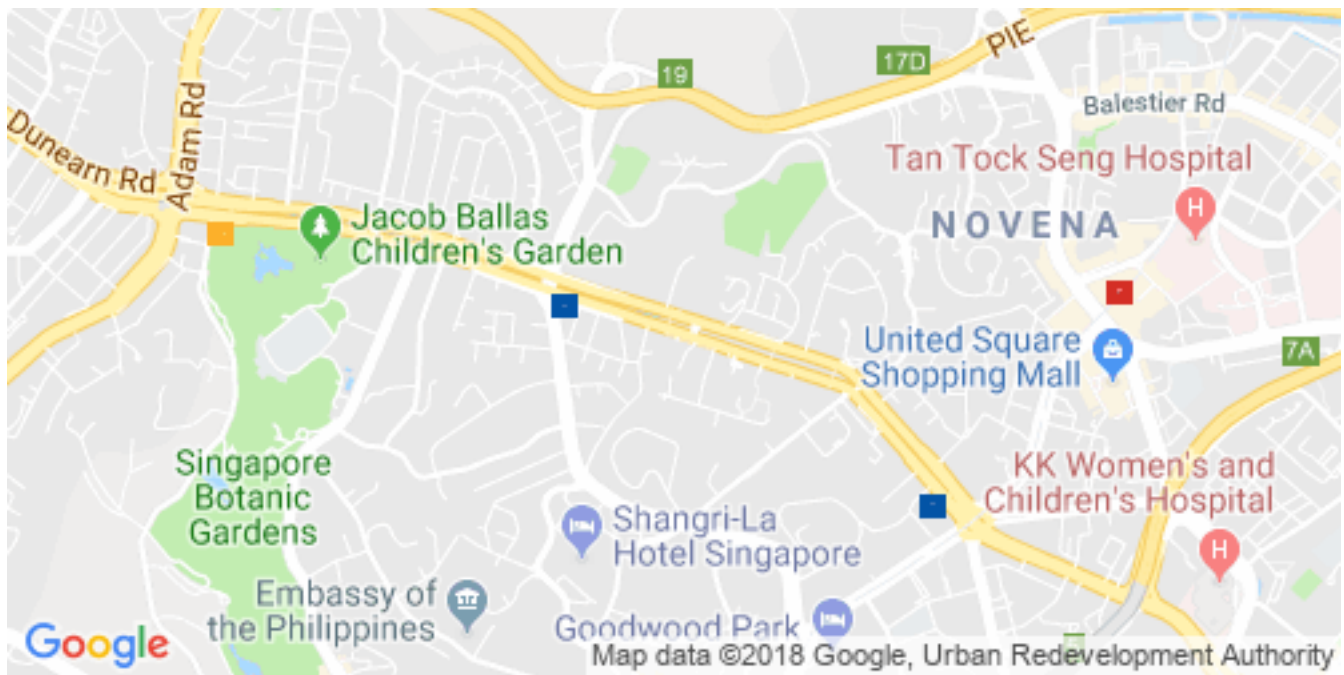 19
17D
PIE
Balestier Rd
Dunearn Rd
Adam Rd
Tan Tock Seng Hospital
H
Jacob Ballas
Children's Garden
NOVENA
United Square
Shopping Mall
7A
Singapore
Botanic
Gardens
KK Women's and
Children's Hospital
H
Shangri-La
Hotel Singapore
Embassy of
the Philippines
Goodwood Park
Google
Map data ©2018 Google, Urban Redevelopment Authority